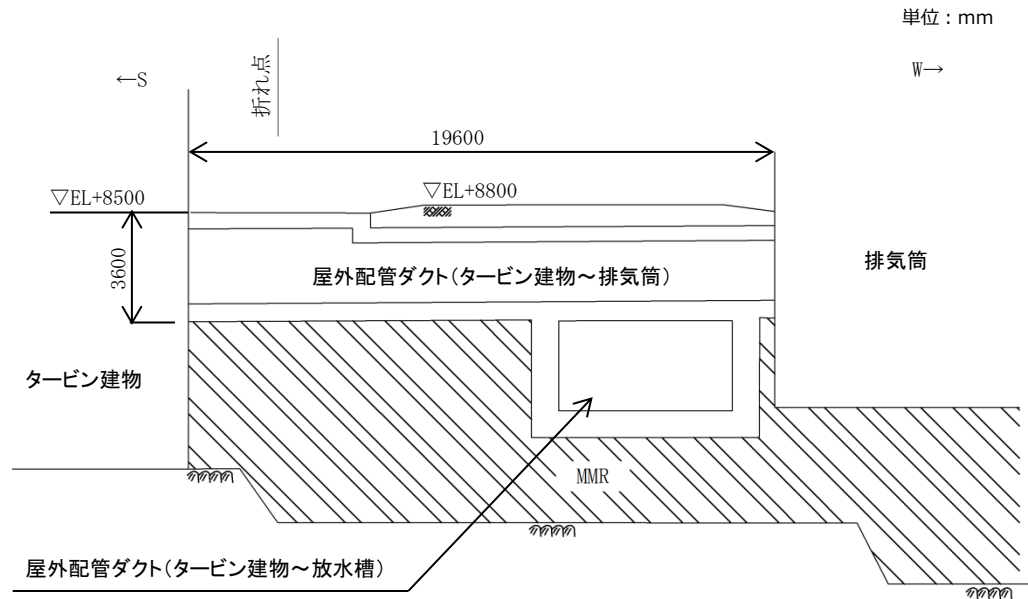 単位:mm
←S
折れ点
W→
19600
▽EL+8500
▽EL+8800
3600
屋外配管ダクト(タービン建物~排気筒)
排気筒
タービン建物
MMR
屋外配管ダクト(タービン建物~放水槽)